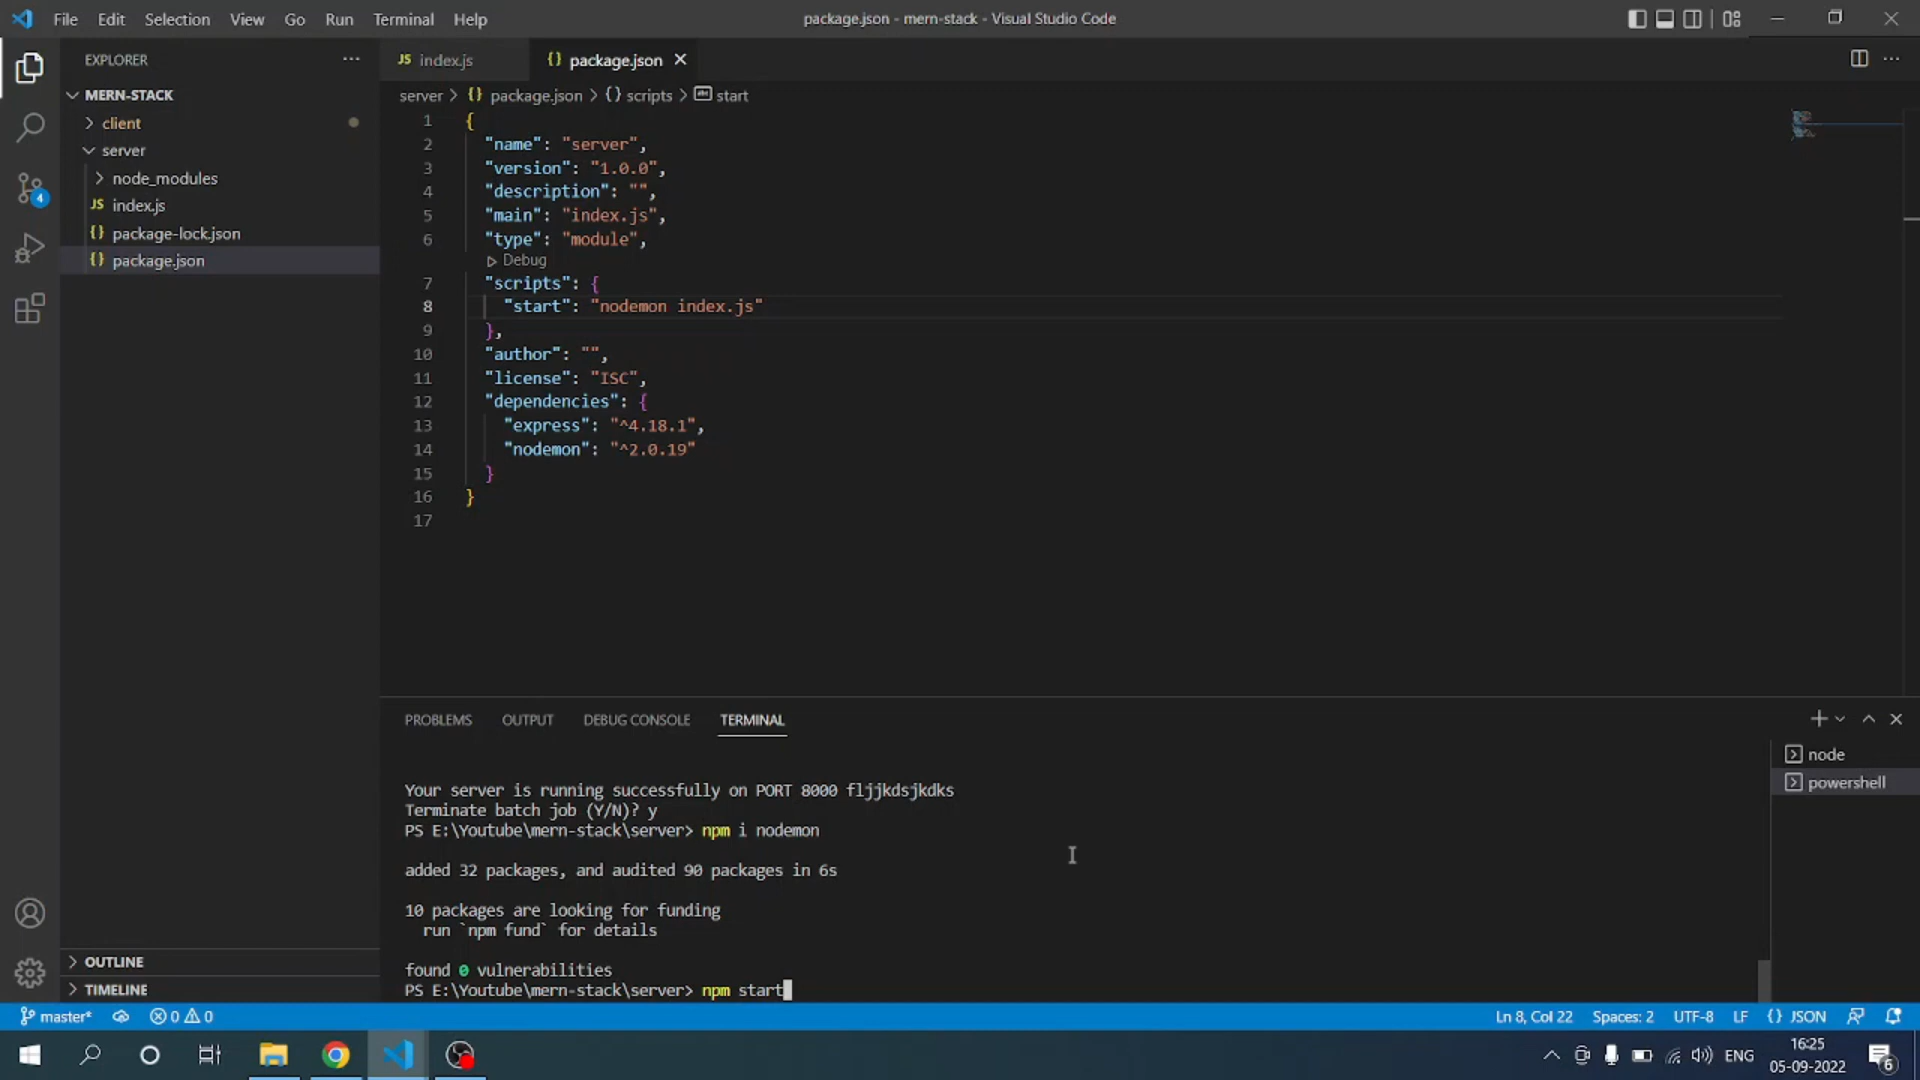 File Edit Selection View Go Run Terminal Help
package.json - mern-stack - Visual Studio Code
EXPLORER
MERN-STACK
client
server
node_modules
JS index.js
{} package-lock.json
{} package.json
OUTLINE
TIMELINE
4
JS index.js
{} package.json
server > {} package.json > {} scripts > abc start
1 {
2 "name": "server",
3 "version": "1.0.0",
4 "description": "",
5 "main": "index.js",
6 "type": "module",
Debug
7 "scripts": {
8 "start": "nodemon index.js"
9 },
10 "author": "",
11 "license": "ISC",
12 "dependencies": {
13 "express": "^4.18.1",
14 "nodemon": "^2.0.19"
15 }
16 }
17
PROBLEMS OUTPUT DEBUG CONSOLE TERMINAL
Your server is running successfully on PORT 8000 fljjkdsjkdks
Terminate batch job (Y/N)? y
PS E:\Youtube\mern-stack\server> npm i nodemon
added 32 packages, and audited 90 packages in 6s
10 packages are looking for funding
run `npm fund` for details
found 0 vulnerabilities
PS E:\Youtube\mern-stack\server> npm start
node
powershell
master* 0 0
Ln 8, Col 22 Spaces: 2 UTF-8 LF {} JSON
ENG
16:25
05-09-2022
6